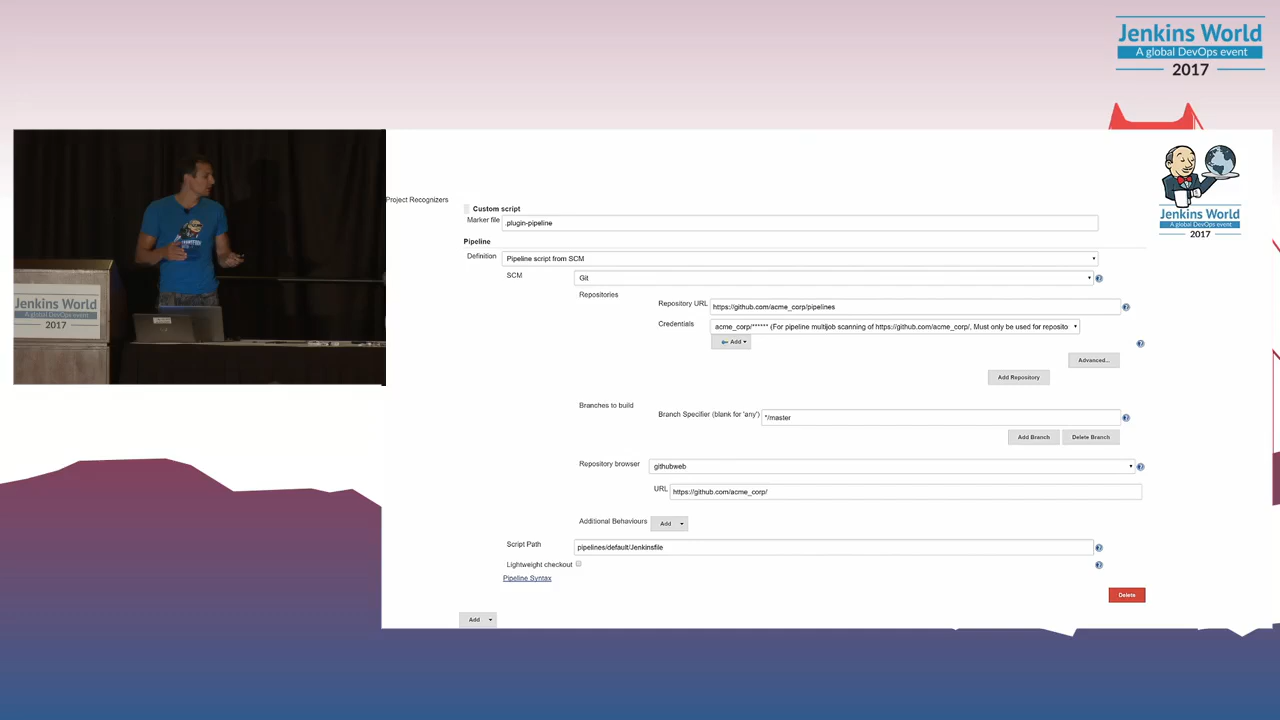 Jenkins World
A global DevOps event
2017
Jenkins World
A global DevOps event
2017
Project Recognizers
Custom script
Marker file
plugin-pipeline
Pipeline
Definition
Pipeline script from SCM
SCM
Git
Repositories
Repository URL
https://github.com/acme_corp/pipelines
Credentials
acme_corp/****** (For pipeline multijob scanning of https://github.com/acme_corp/, Must only be used for reposito
Add
Advanced...
Add Repository
Branches to build
Branch Specifier (blank for 'any')
*/master
Add Branch
Delete Branch
Repository browser
githubweb
URL
https://github.com/acme_corp/
Additional Behaviours
Add
Script Path
pipelines/default/Jenkinsfile
Lightweight checkout
Pipeline Syntax
Delete
Add
Jenkins World
2017